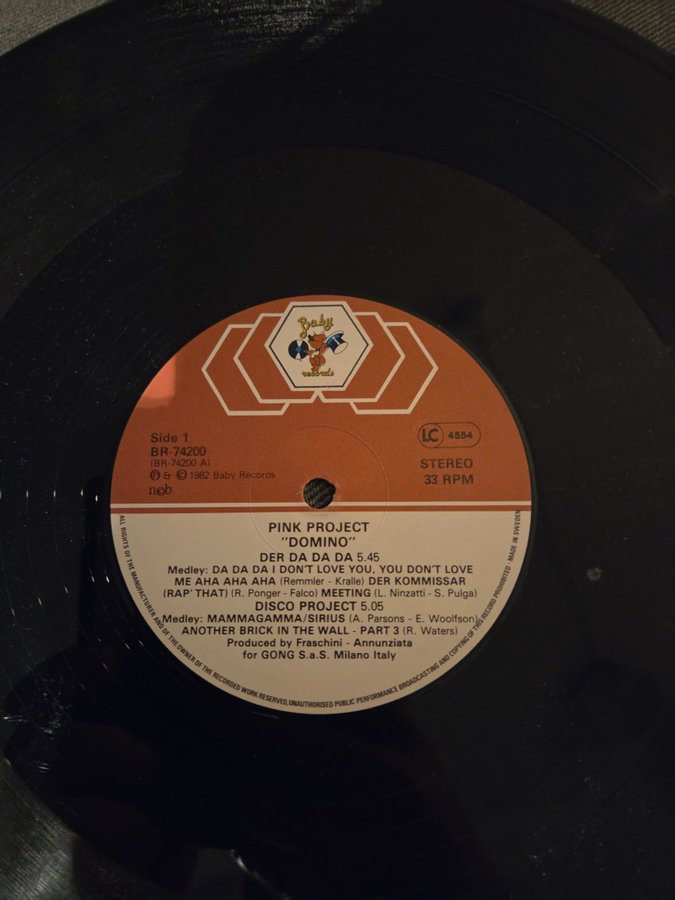 Baby
records
Side 1
BR-74200
(BR-74200 A)
Ⓟ & © 1982 Baby Records
n©b
LC 4554
STEREO
33 RPM
PINK PROJECT
"DOMINO"
DER DA DA DA 5.45
Medley: DA DA DA I DON'T LOVE YOU, YOU DON'T LOVE
ME AHA AHA AHA (Remmler - Kralle) DER KOMMISSAR
(RAP' THAT) (R. Ponger - Falco) MEETING (L. Ninzatti - S. Pulga)
DISCO PROJECT 5.05
Medley: MAMMAGAMMA/SIRIUS (A. Parsons - E. Woolfson)
ANOTHER BRICK IN THE WALL - PART 3 (R. Waters)
Produced by Fraschini - Annunziata
for GONG S.a.S. Milano Italy
ALL RIGHTS OF THE MANUFACTURER AND OF THE OWNER OF THE RECORDED WORK RESERVED, UNAUTHORISED PUBLIC PERFORMANCE BROADCASTING AND COPYING OF THIS RECORD PROHIBITED · MADE IN SWEDEN